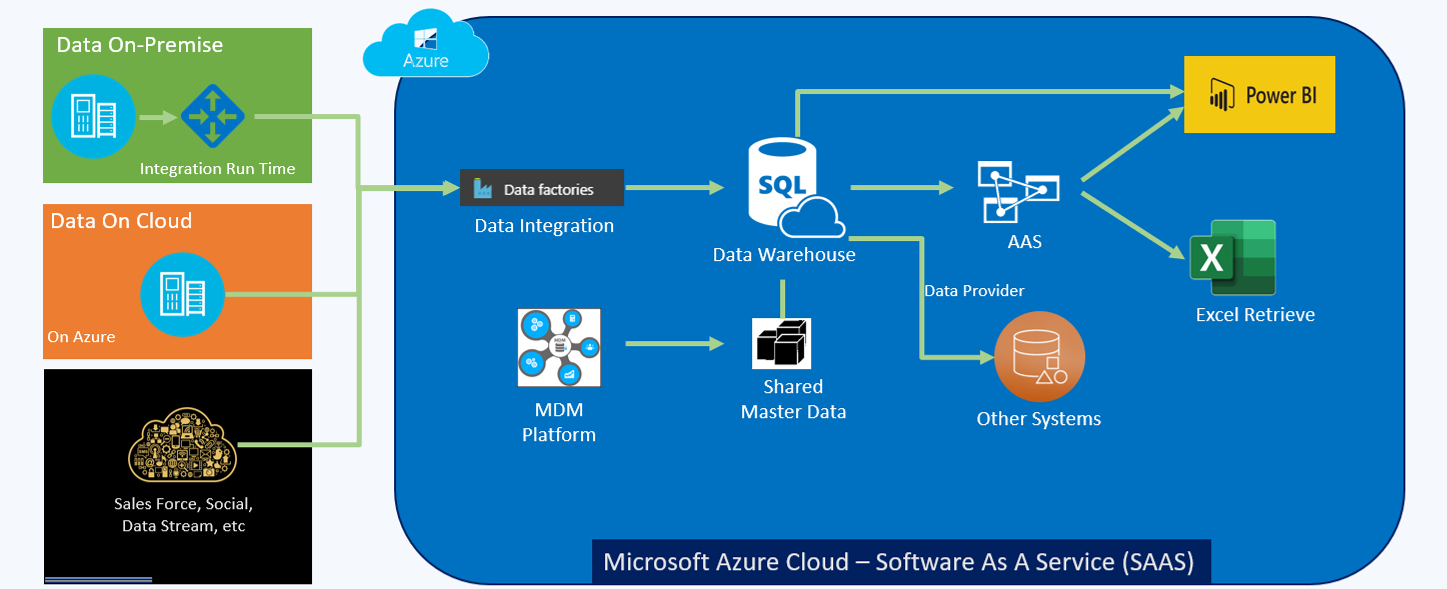 Data On-Premise
Integration Run Time
Data On Cloud
On Azure
Sales Force, Social,
Data Stream, etc
Azure
Data factories
Data Integration
SQL
Data Warehouse
AAS
Power BI
X
Excel Retrieve
Data Provider
Other Systems
MDM
MDM
Platform
Shared
Master Data
Microsoft Azure Cloud – Software As A Service (SAAS)